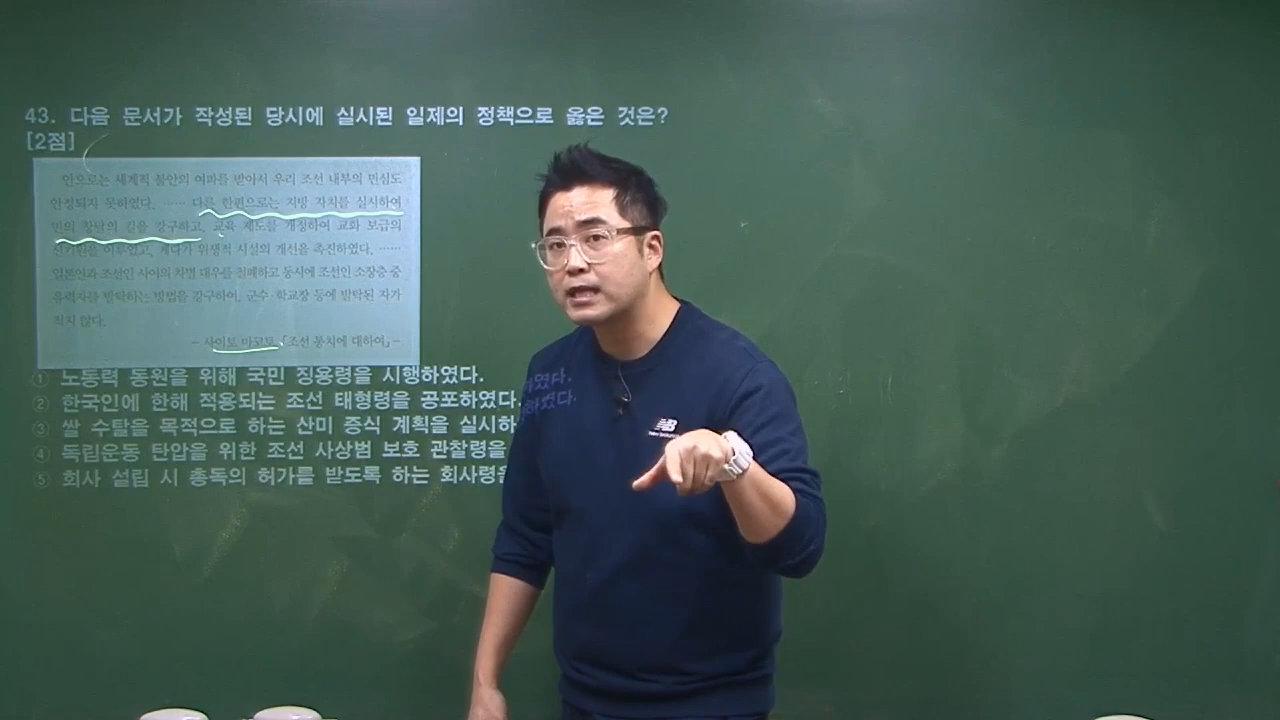 43. 다음 문서가 작성된 당시에 실시된 일제의 정책으로 옳은 것은?
[2점]
안으로는 세계적 불안의 여파를 받아서 우리 조선 내부의 민심도
안정되지 못하였다. …… 다른 한편으로는 지방 자치를 실시하여
민의 창달의 길을 강구하고, 교육 제도를 개정하여 교화 보급의
신기원을 이루었고, 게다가 위생적 시설의 개선을 촉진하였다. ……
일본인과 조선인 사이의 차별 대우를 철폐하고 동시에 조선인 소장층 중
유력자를 발탁하는 방법을 강구하여, 군수·학교장 등에 발탁된 자가
적지 않다.
- 사이토 마코토, 「조선 통치에 대하여」 -
① 노동력 동원을 위해 국민 징용령을 시행하였다.
② 한국인에 한해 적용되는 조선 태형령을 공포하였다.
③ 쌀 수탈을 목적으로 하는 산미 증식 계획을 실시하
④ 독립운동 탄압을 위한 조선 사상범 보호 관찰령을
⑤ 회사 설립 시 총독의 허가를 받도록 하는 회사령을
NB
new balance